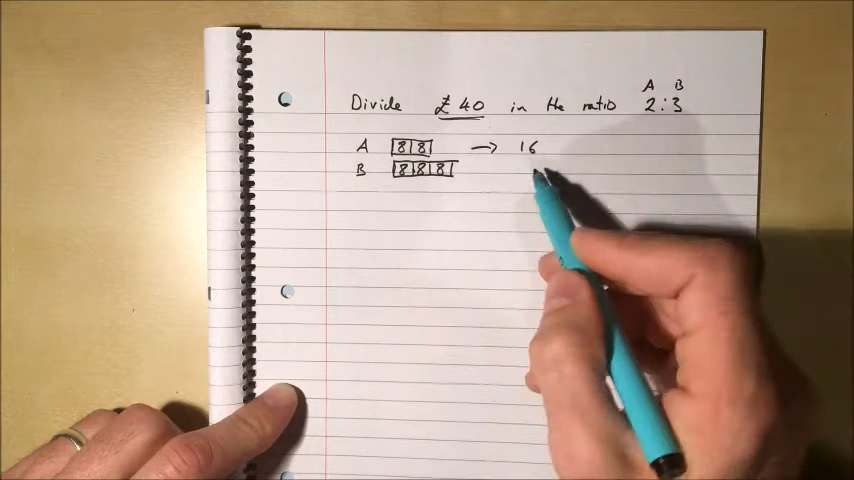 A B
Divide £40 in the ratio 2:3
A 8 8 → 16
B 8 8 8